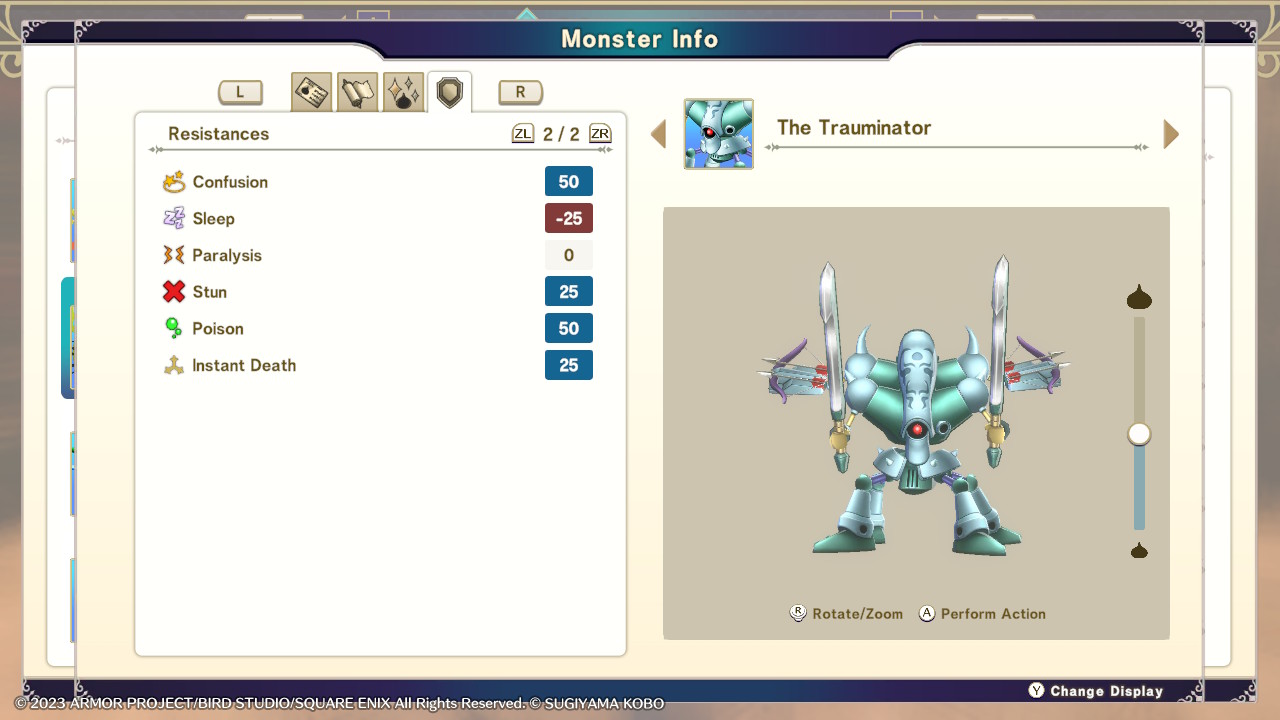 Monster Info
L
R
Resistances
ZL 2 / 2 ZR
Confusion 50
Sleep -25
Paralysis 0
Stun 25
Poison 50
Instant Death 25
The Trauminator
R Rotate/Zoom A Perform Action
Y Change Display
© 2023 ARMOR PROJECT/BIRD STUDIO/SQUARE ENIX All Rights Reserved. © SUGIYAMA KOBO